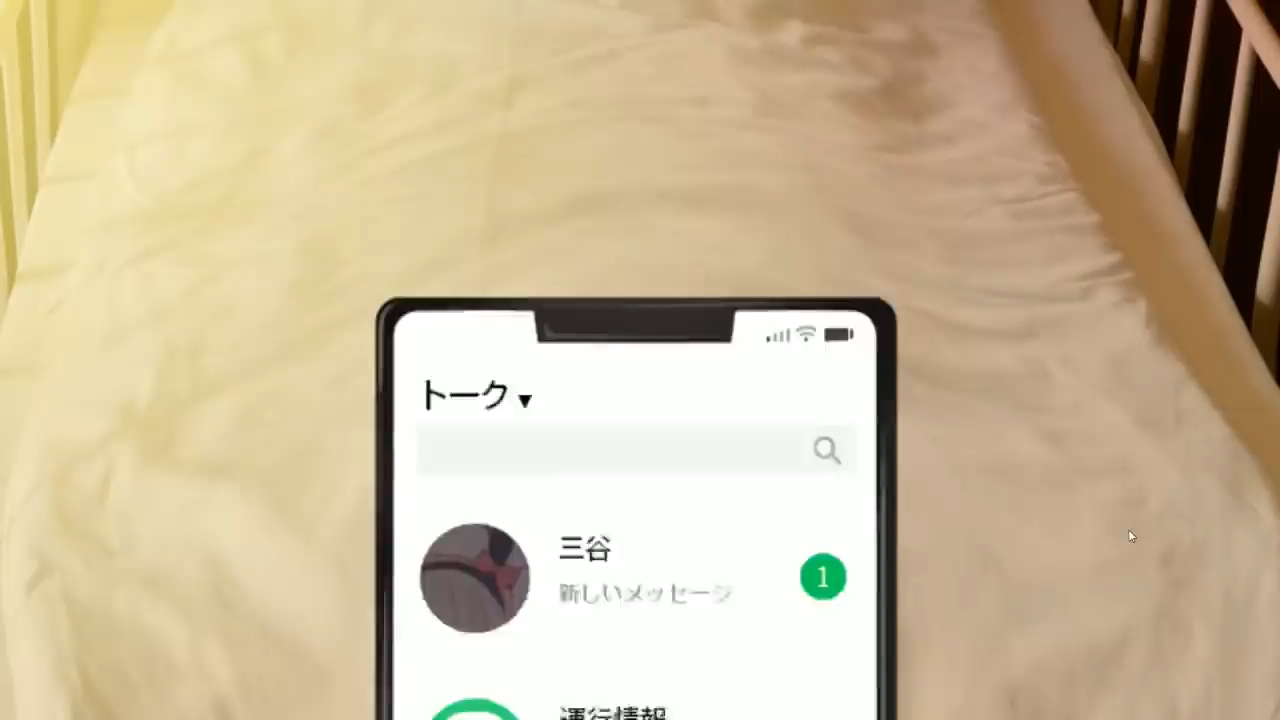 トーク ▼
三谷
新しいメッセージ
1
運行情報